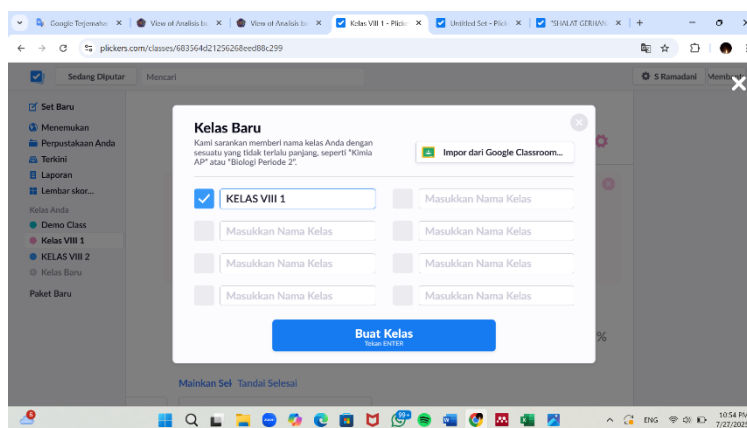 Google Terjemahan
View of Analisis b
View of Analisis b
Kelas VIII 1 - Plicke
Untitled Set - Plick
"SHALAT GERHAN
plickers.com/classes/683564d21256268eed88c299
Sedang Diputar
Mencari
S Ramadani
Set Baru
Menemukan
Perpustakaan Anda
Terkini
Laporan
Lembar skor...
Kelas Anda
Demo Class
Kelas VIII 1
KELAS VIII 2
Kelas Baru
Paket Baru
Kelas Baru
Kami sarankan memberi nama kelas Anda dengan
sesuatu yang tidak terlalu panjang, seperti "Kimia
AP" atau "Biologi Periode 2".
Impor dari Google Classroom...
KELAS VIII 1
Masukkan Nama Kelas
Masukkan Nama Kelas
Masukkan Nama Kelas
Masukkan Nama Kelas
Masukkan Nama Kelas
Masukkan Nama Kelas
Masukkan Nama Kelas
Buat Kelas
Tekan ENTER
%
Mainkan Sel Tandai Selesai
99+
ENG
10:54 PM
7/27/202